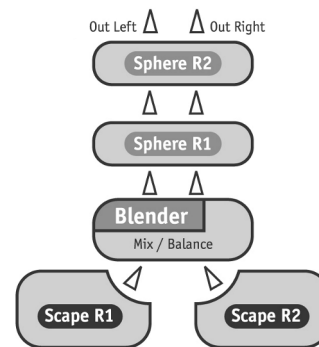 Out Left Out Right
Sphere R2
Sphere R1
Blender
Mix / Balance
Scape R1 Scape R2